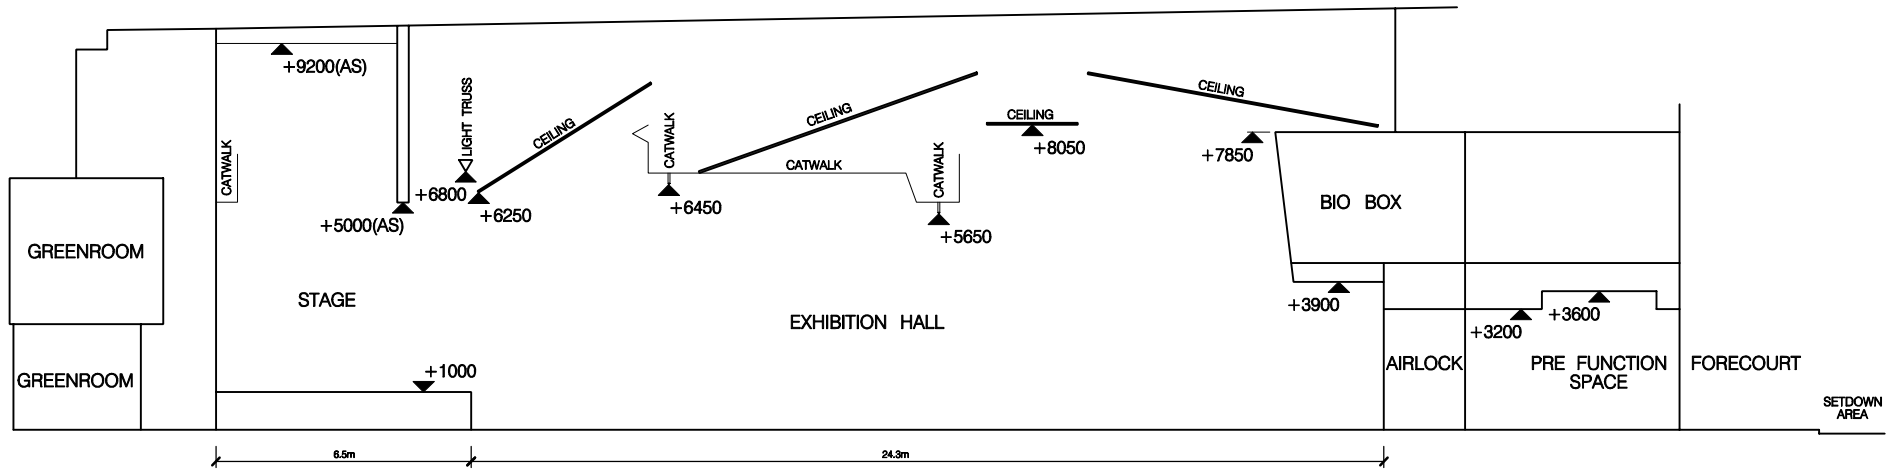 +9200(AS)
LIGHT TRUSS
CEILING
CEILING
CEILING
CEILING
CATWALK
CATWALK
+8050
+7850
CATWALK
CATWALK
+6800
+6250
+6450
BIO BOX
+5000(AS)
+5650
GREENROOM
STAGE
+3900
+3600
EXHIBITION HALL
+3200
GREENROOM
+1000
AIRLOCK
PRE FUNCTION
SPACE
FORECOURT
SETDOWN
AREA
6.5m
24.3m